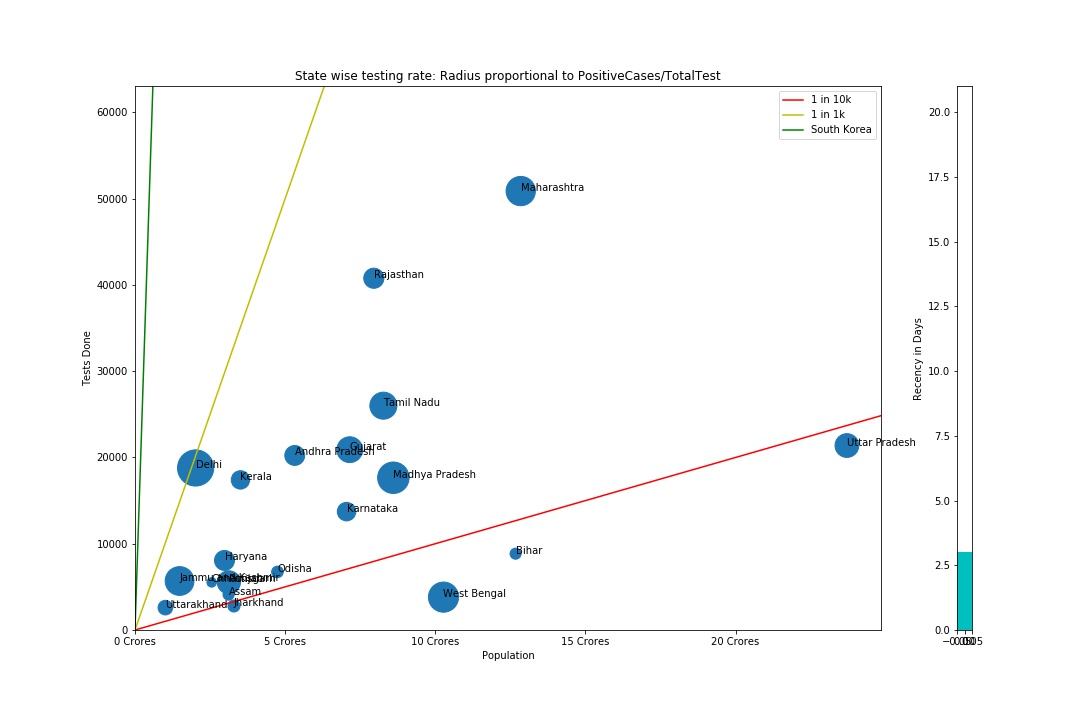 State wise testing rate: Radius proportional to PositiveCases/TotalTest
1 in 10k
1 in 1k
South Korea
60000
50000
40000
30000
20000
10000
0
Tests Done
Maharashtra
Rajasthan
Tamil Nadu
Gujarat
Andhra Pradesh
Uttar Pradesh
Delhi
Kerala
Madhya Pradesh
Karnataka
Bihar
Haryana
Odisha
Assam
Uttarakhand
Jharkhand
West Bengal
0 Crores
5 Crores
10 Crores
15 Crores
20 Crores
Population
20.0
17.5
15.0
12.5
10.0
7.5
5.0
2.5
0.0
Recency in Days